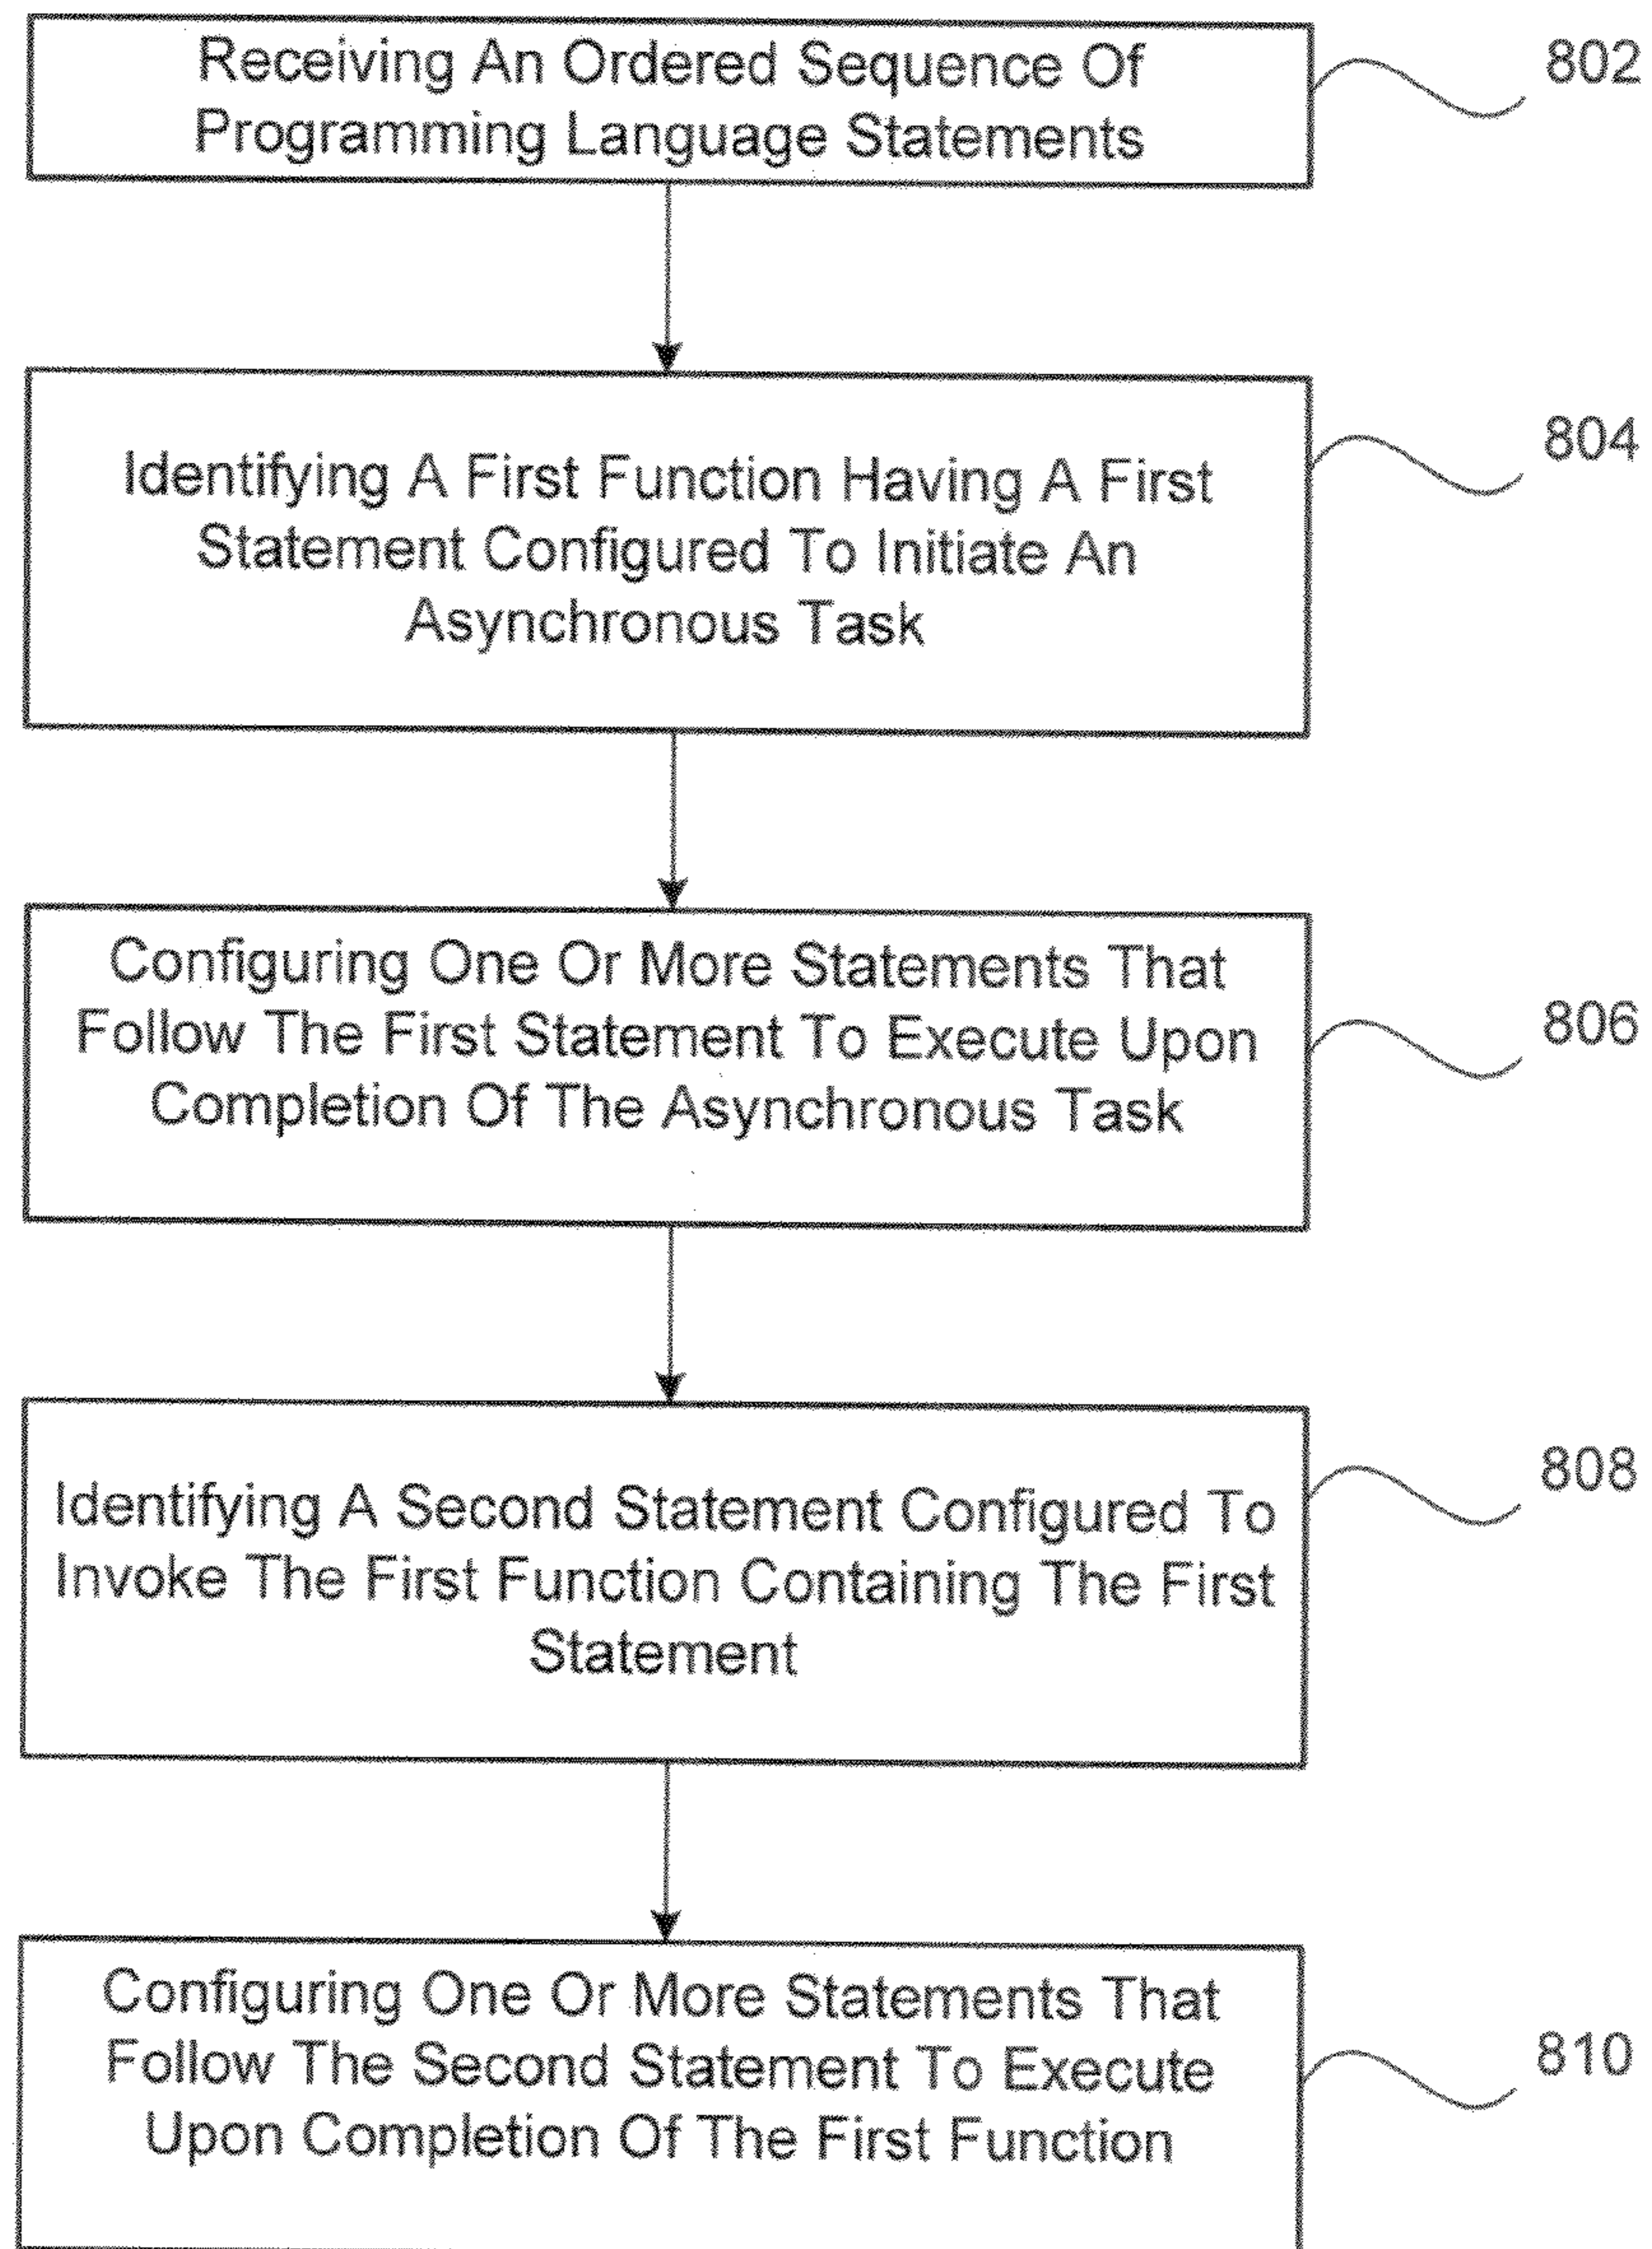 Receiving An Ordered Sequence Of
Programming Language Statements
802
Identifying A First Function Having A First
Statement Configured To Initiate An
Asynchronous Task
804
Configuring One Or More Statements That
Follow The First Statement To Execute Upon
Completion Of The Asynchronous Task
806
Identifying A Second Statement Configured To
Invoke The First Function Containing The First
Statement
808
Configuring One Or More Statements That
Follow The Second Statement To Execute
Upon Completion Of The First Function
810